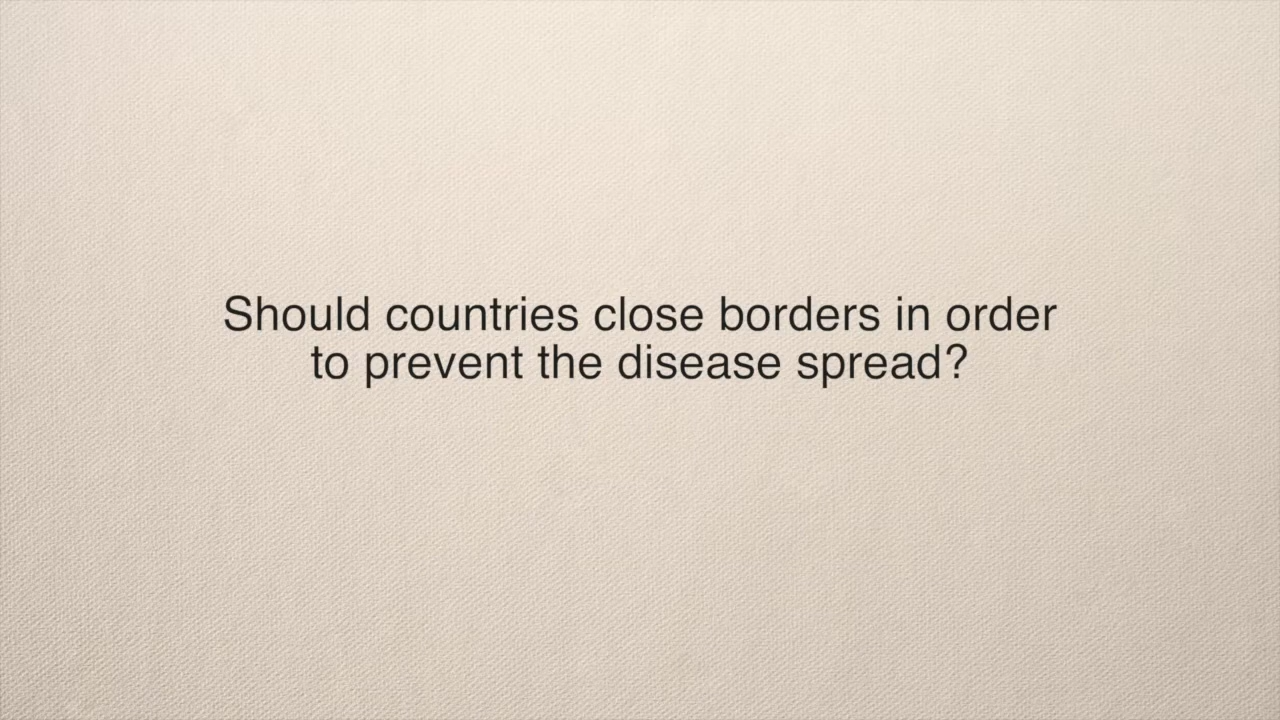 Should countries close borders in order
to prevent the disease spread?